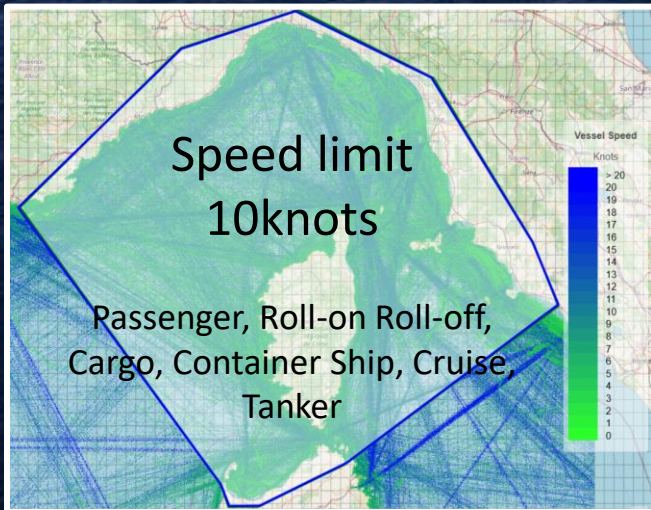 Speed limit
10knots
Passenger, Roll-on Roll-off,
Cargo, Container Ship, Cruise,
Tanker
Vessel Speed
Knots
> 20
20
19
18
17
16
15
14
13
12
11
10
9
8
7
6
5
4
3
2
1
0
Firenze